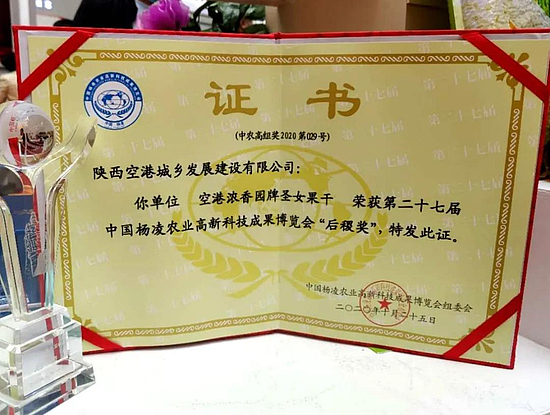 证书
(中农高组奖2020第029号)
陕西空港城乡发展建设有限公司：
你单位 空港浓香园牌圣女果干 荣获第二十七届
中国杨凌农业高新科技成果博览会“后稷奖”，特发此证。
中国杨凌农业高新科技成果博览会组委会
二〇二〇年十月二十五日